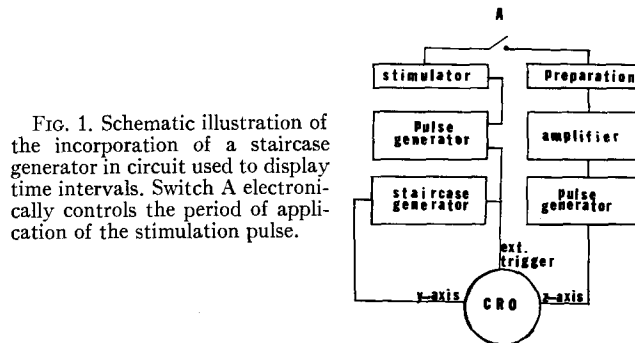 FIG. 1. Schematic illustration of
the incorporation of a staircase
generator in circuit used to display
time intervals. Switch A electroni-
cally controls the period of appli-
cation of the stimulation pulse.
A
stimulator
Preparation
Pulse
generator
amplifier
staircase
generator
pulse
generator
ext.
trigger
y-axis
CRO
z-axis